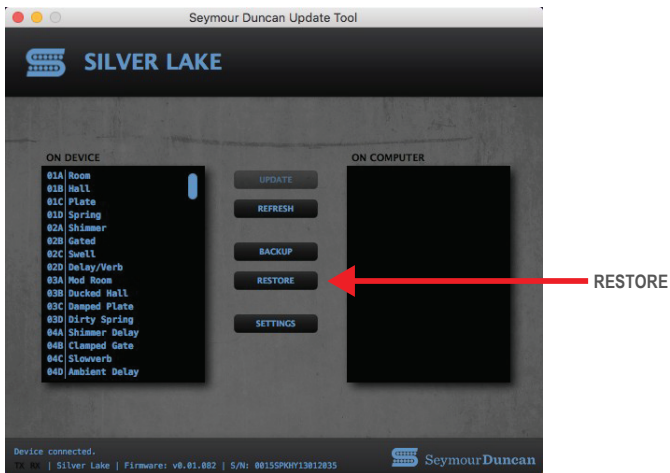 Seymour Duncan Update Tool
SILVER LAKE
ON DEVICE
01A Room
01B Hall
01C Plate
01D Spring
02A Shimmer
02B Gated
02C Swell
02D Delay/Verb
03A Mod Room
03B Ducked Hall
03C Damped Plate
03D Dirty Spring
04A Shimmer Delay
04B Clamped Gate
04C Slowverb
04D Ambient Delay
UPDATE
REFRESH
BACKUP
RESTORE
SETTINGS
ON COMPUTER
RESTORE
Device connected.
TX RX | Silver Lake | Firmware: v0.01.082 | S/N: 0015SPKHY13012035
SeymourDuncan